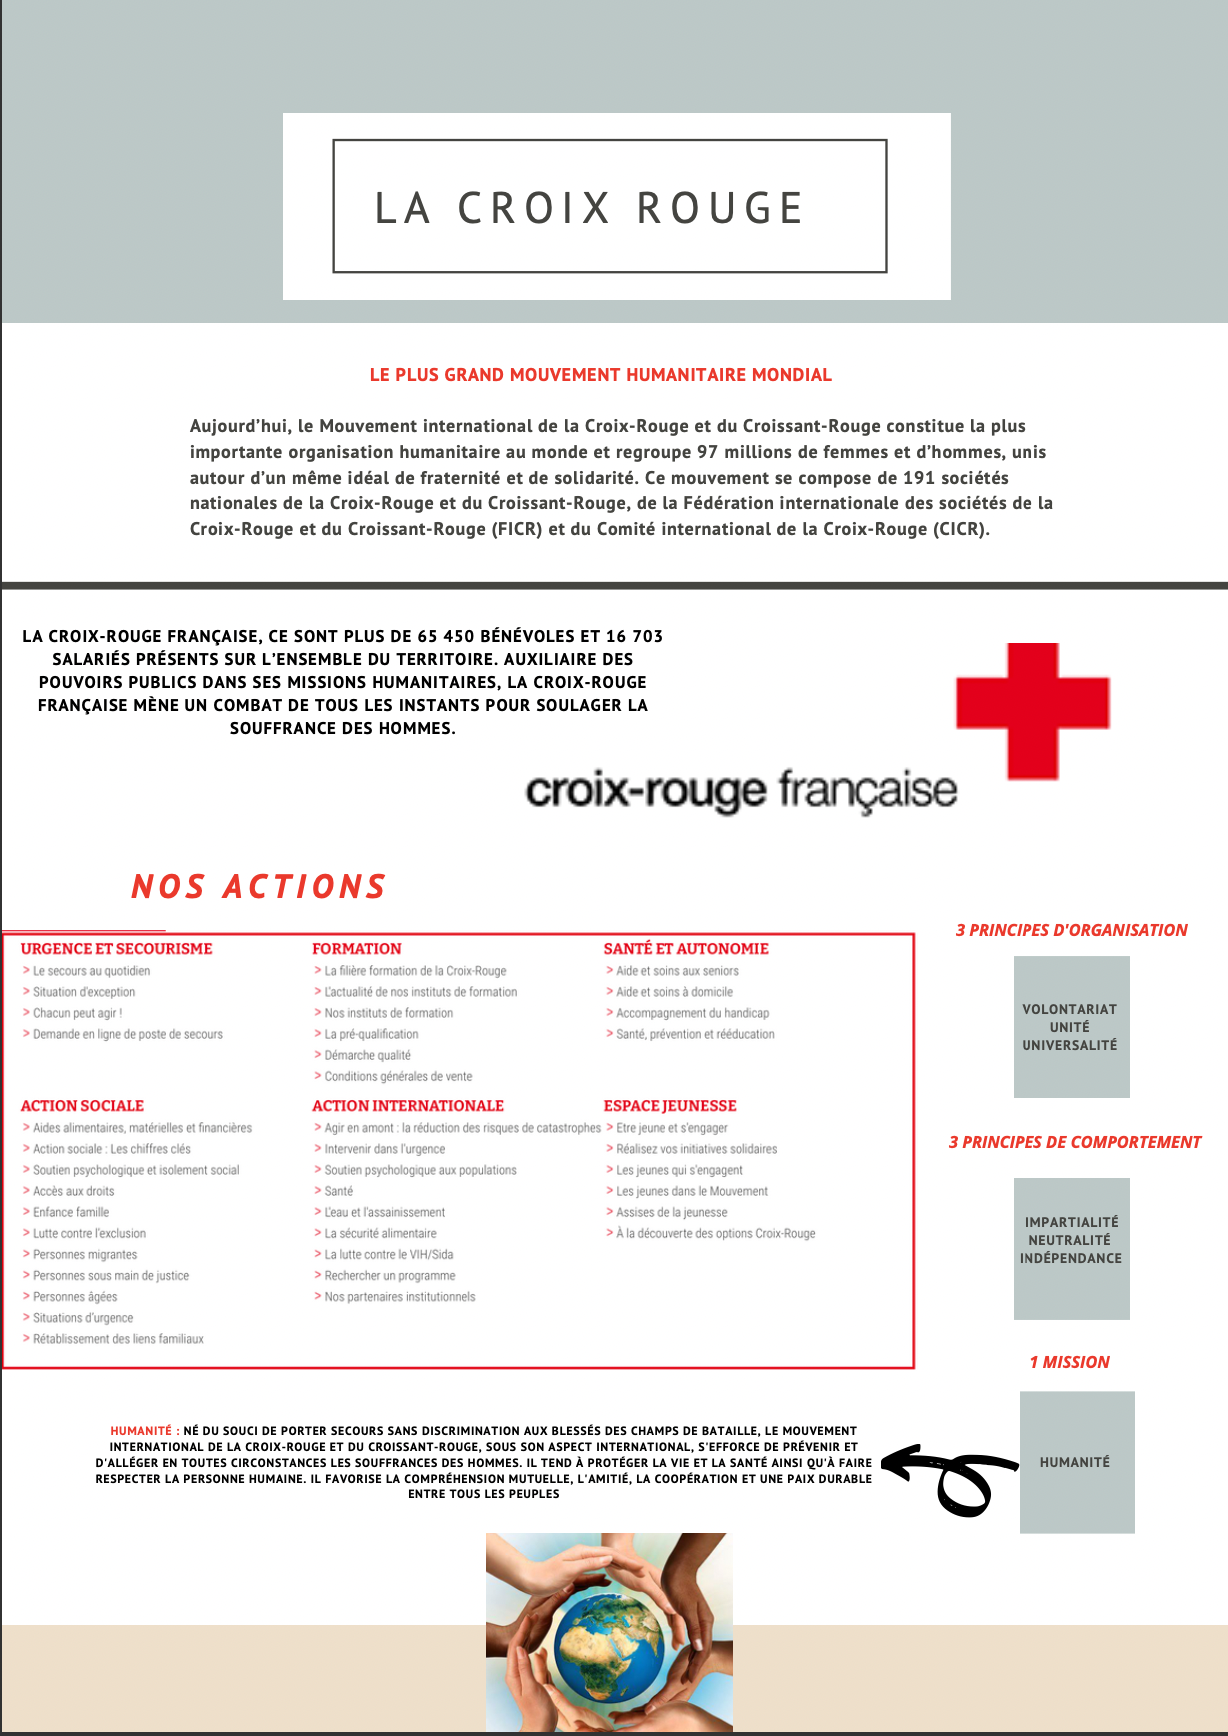 LA CROIX ROUGE
LE PLUS GRAND MOUVEMENT HUMANITAIRE MONDIAL
Aujourd'hui, le Mouvement international de la Croix-Rouge et du Croissant-Rouge constitue la plus
importante organisation humanitaire au monde et regroupe 97 millions de femmes et d'hommes, unis
autour d'un même idéal de fraternité et de solidarité. Ce mouvement se compose de 191 sociétés
nationales de la Croix-Rouge et du Croissant-Rouge, de la Fédération internationale des sociétés de la
Croix-Rouge et du Croissant-Rouge (FICR) et du Comité international de la Croix-Rouge (CICR).
LA CROIX-ROUGE FRANÇAISE, CE SONT PLUS DE 65 450 BÉNÉVOLES ET 16 703
SALARIÉS PRÉSENTS SUR L'ENSEMBLE DU TERRITOIRE. AUXILIAIRE DES
POUVOIRS PUBLICS DANS SES MISSIONS HUMANITAIRES, LA CROIX-ROUGE
FRANÇAISE MÈNE UN COMBAT DE TOUS LES INSTANTS POUR SOULAGER LA
SOUFFRANCE DES HOMMES.
croix-rouge française
NOS ACTIONS
URGENCE ET SECOURISME
> Le secours au quotidien
> Situation d'exception
> Chacun peut agir !
> Demande en ligne de poste de secours
FORMATION
> La filière formation de la Croix-Rouge
> L'actualité de nos instituts de formation
> Nos instituts de formation
> La pré-qualification
> Démarche qualité
> Conditions générales de vente
SANTÉ ET AUTONOMIE
> Aide et soins aux seniors
> Aide et soins à domicile
> Accompagnement du handicap
> Santé, prévention et rééducation
ACTION SOCIALE
> Aides alimentaires, matérielles et financières
> Action sociale : Les chiffres clés
> Soutien psychologique et isolement social
> Accès aux droits
> Enfance famille
> Lutte contre l'exclusion
> Personnes migrantes
> Personnes sous main de justice
> Personnes âgées
> Situations d'urgence
> Rétablissement des liens familiaux
ACTION INTERNATIONALE
> Agir en amont : la réduction des risques de catastrophes
> Intervenir dans l'urgence
> Soutien psychologique aux populations
> Santé
> L'eau et l'assainissement
> La sécurité alimentaire
> La lutte contre le VIH/Sida
> Rechercher un programme
> Nos partenaires institutionnels
ESPACE JEUNESSE
> Etre jeune et s'engager
> Réalisez vos initiatives solidaires
> Les jeunes qui s'engagent
> Les jeunes dans le Mouvement
> Assises de la jeunesse
> À la découverte des options Croix-Rouge
3 PRINCIPES D'ORGANISATION
VOLONTARIAT
UNITÉ
UNIVERSALITÉ
3 PRINCIPES DE COMPORTEMENT
IMPARTIALITÉ
NEUTRALITÉ
INDÉPENDANCE
1 MISSION
HUMANITÉ
HUMANITÉ : NÉ DU SOUCI DE PORTER SECOURS SANS DISCRIMINATION AUX BLESSÉS DES CHAMPS DE BATAILLE, LE MOUVEMENT
INTERNATIONAL DE LA CROIX-ROUGE ET DU CROISSANT-ROUGE, SOUS SON ASPECT INTERNATIONAL, S'EFFORCE DE PRÉVENIR ET
D'ALLÉGER EN TOUTES CIRCONSTANCES LES SOUFFRANCES DES HOMMES. IL TEND À PROTÉGER LA VIE ET LA SANTÉ AINSI QU'À FAIRE
RESPECTER LA PERSONNE HUMAINE. IL FAVORISE LA COMPRÉHENSION MUTUELLE, L'AMITIÉ, LA COOPÉRATION ET UNE PAIX DURABLE
ENTRE TOUS LES PEUPLES